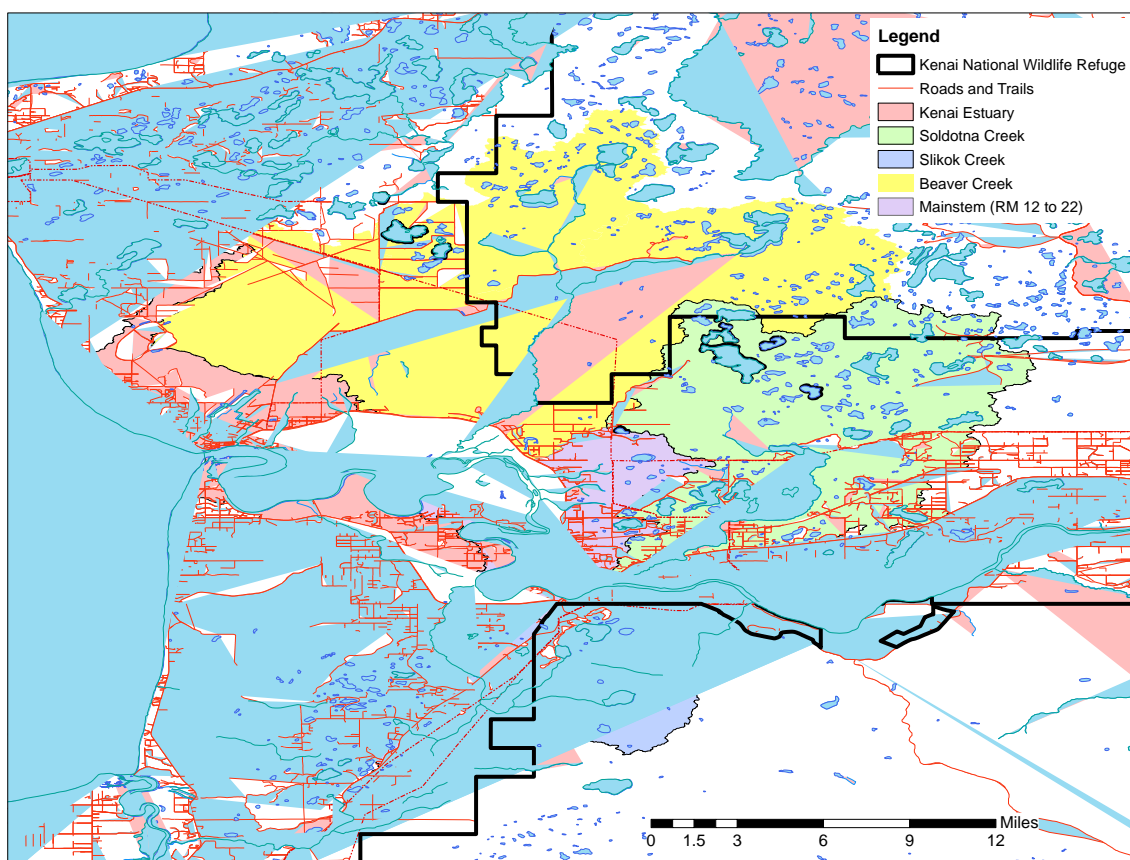 Legend
Kenai National Wildlife Refuge
Roads and Trails
Kenai Estuary
Soldotna Creek
Slikok Creek
Beaver Creek
Mainstem (RM 12 to 22)
Miles
0 1.5 3 6 9 12